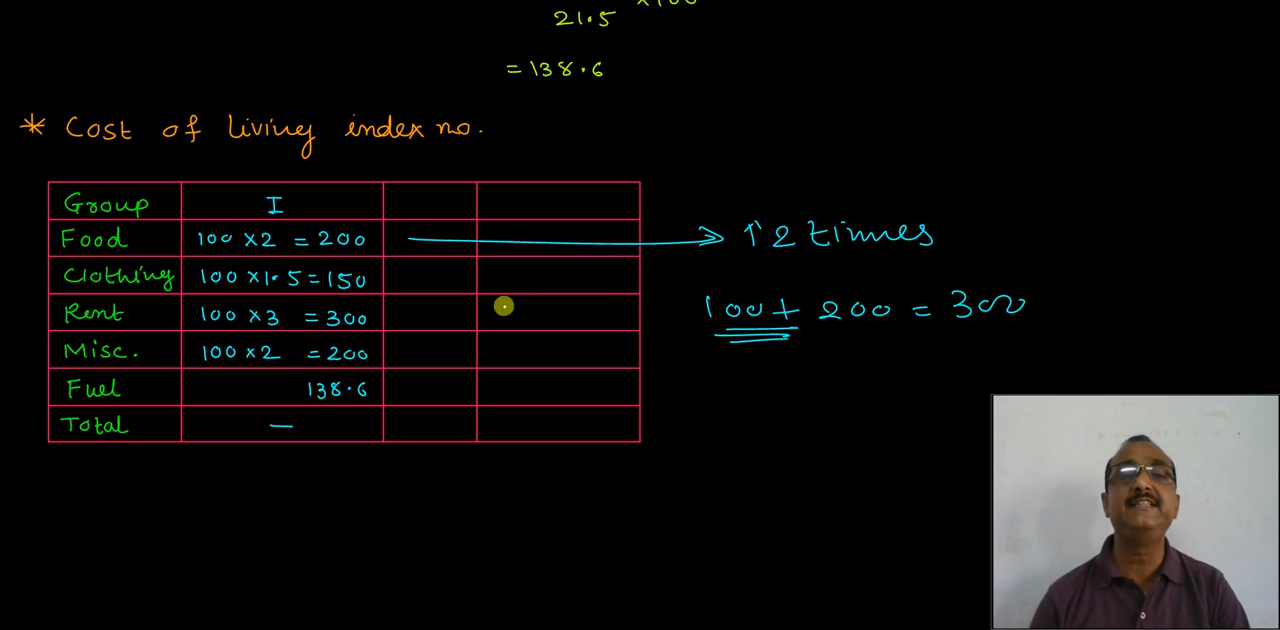 21.5
= 138.6
* Cost of living index no.
Group I
Food 100 × 2 = 200 → ↑ 2 times
Clothing 100 × 1.5 = 150
Rent 100 × 3 = 300 100 + 200 = 300
Misc. 100 × 2 = 200
Fuel 138.6
Total —